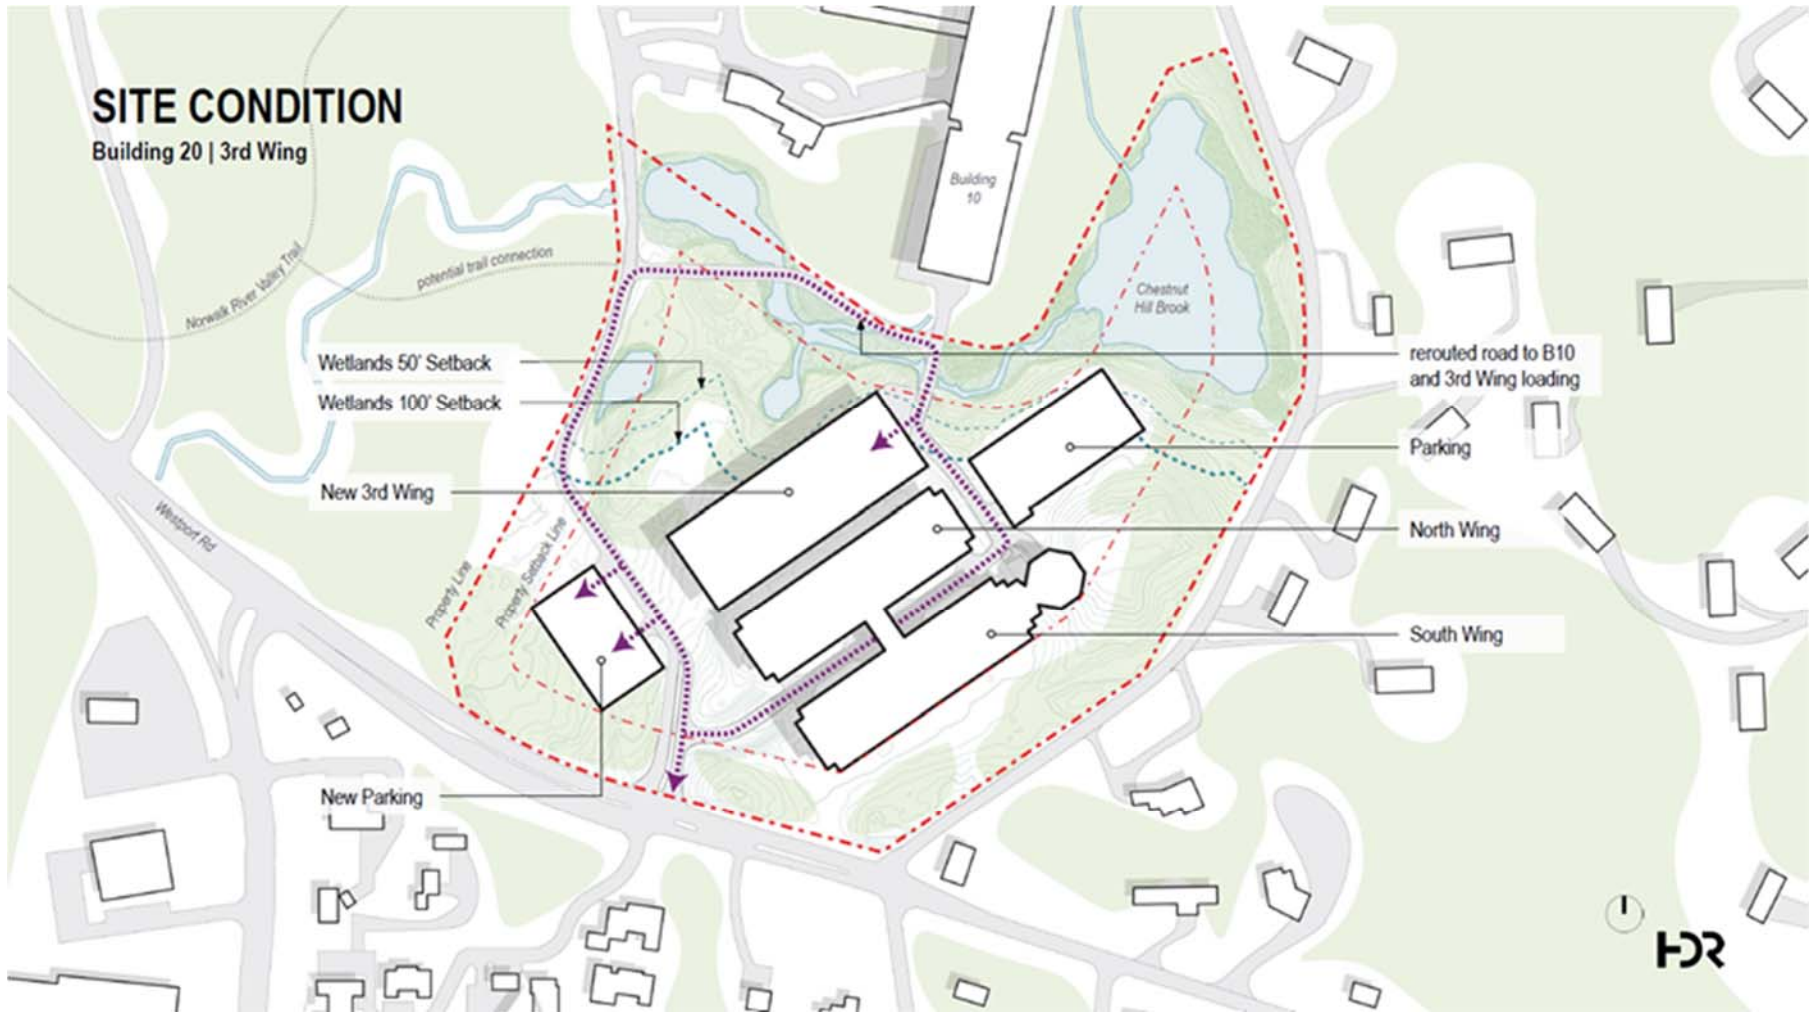 SITE CONDITION
Building 20 | 3rd Wing
Building
10
Norwalk River Valley Trail
potential trail connection
Chestnut
Hill Brook
Wetlands 50' Setback
Wetlands 100' Setback
rerouted road to B10
and 3rd Wing loading
Parking
New 3rd Wing
Westport Rd
North Wing
Property Line
Property Setback Line
South Wing
New Parking
HDR